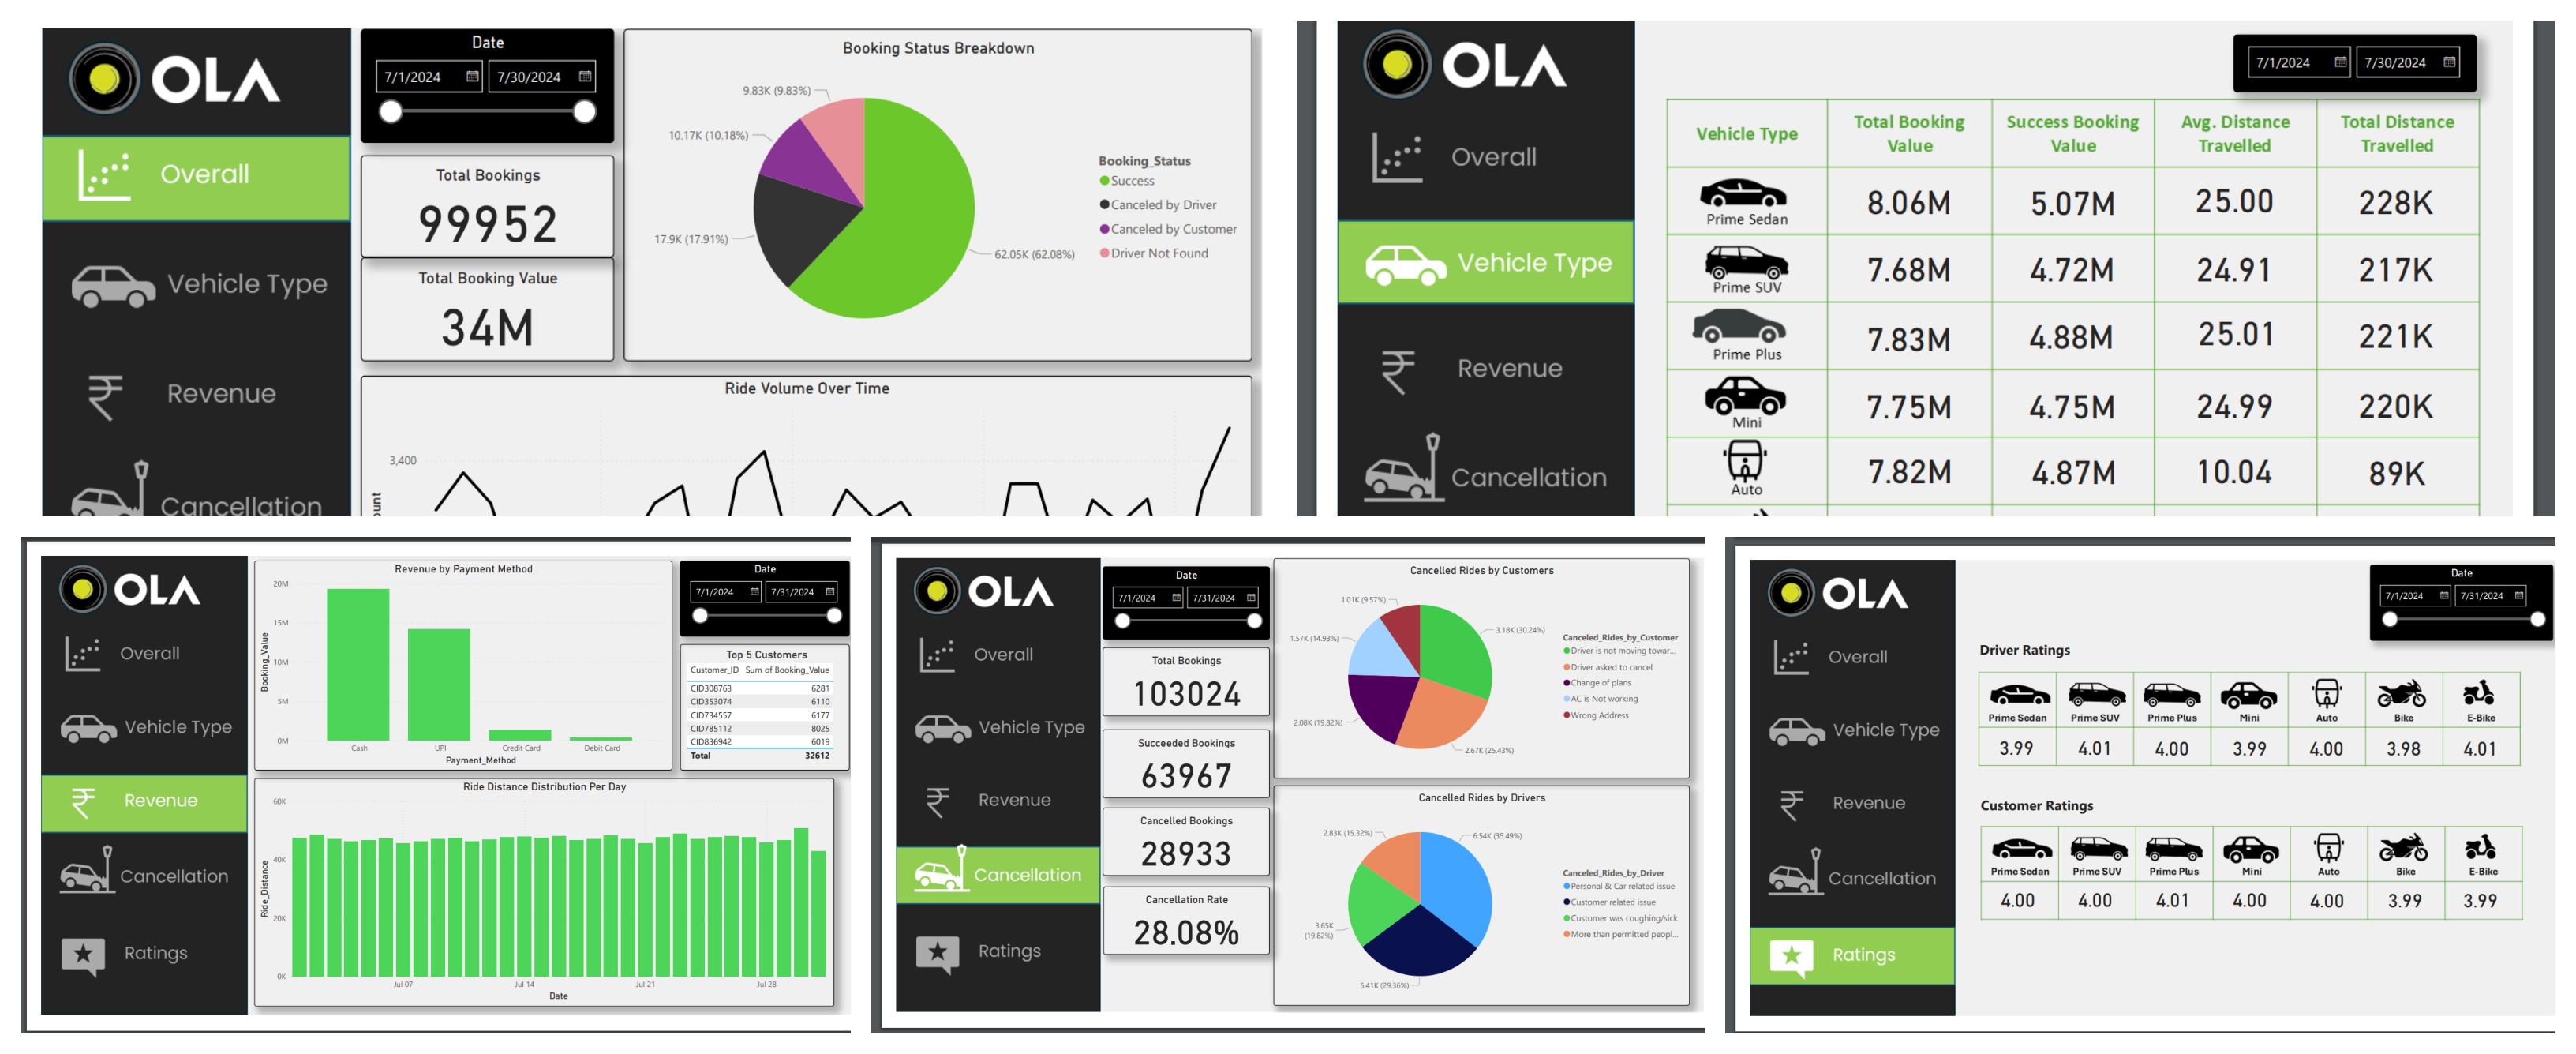 OLA
Overall
Vehicle Type
Revenue
Cancellation
Date
7/1/2024 7/30/2024
Total Bookings
99952
Total Booking Value
34M
Booking Status Breakdown
9.83K (9.83%)
10.17K (10.18%)
17.9K (17.91%)
62.05K (62.08%)
Booking_Status
Success
Canceled by Driver
Canceled by Customer
Driver Not Found
Ride Volume Over Time
3,400
OLA
Overall
Vehicle Type
Revenue
Cancellation
7/1/2024 7/30/2024
Vehicle Type Total Booking Value Success Booking Value Avg. Distance Travelled Total Distance Travelled
Prime Sedan 8.06M 5.07M 25.00 228K
Prime SUV 7.68M 4.72M 24.91 217K
Prime Plus 7.83M 4.88M 25.01 221K
Mini 7.75M 4.75M 24.99 220K
Auto 7.82M 4.87M 10.04 89K
OLA
Overall
Vehicle Type
Revenue
Cancellation
Ratings
Revenue by Payment Method
Booking_Value
20M
15M
10M
5M
0M
Cash UPI Credit Card Debit Card
Payment_Method
Date
7/1/2024 7/31/2024
Top 5 Customers
Customer_ID Sum of Booking_Value
CID308763 6281
CID353074 6110
CID734557 6177
CID785112 8025
CID836942 6019
Total 32612
Ride Distance Distribution Per Day
Ride_Distance
60K
40K
20K
0K
Jul 07 Jul 14 Jul 21 Jul 28
Date
OLA
Overall
Vehicle Type
Revenue
Cancellation
Ratings
Date
7/1/2024 7/31/2024
Total Bookings
103024
Succeeded Bookings
63967
Cancelled Bookings
28933
Cancellation Rate
28.08%
Cancelled Rides by Customers
1.01K (9.57%)
1.57K (14.93%)
2.08K (19.82%)
3.18K (30.24%)
2.67K (25.43%)
Canceled_Rides_by_Customer
Driver is not moving towar...
Driver asked to cancel
Change of plans
AC is Not working
Wrong Address
Cancelled Rides by Drivers
2.83K (15.32%)
6.54K (35.49%)
3.65K
(19.82%)
5.41K (29.36%)
Canceled_Rides_by_Driver
Personal & Car related issue
Customer related issue
Customer was coughing/sick
More than permitted peopl...
OLA
Overall
Vehicle Type
Revenue
Cancellation
Ratings
Date
7/1/2024 7/31/2024
Driver Ratings
Prime Sedan Prime SUV Prime Plus Mini Auto Bike E-Bike
3.99 4.01 4.00 3.99 4.00 3.98 4.01
Customer Ratings
Prime Sedan Prime SUV Prime Plus Mini Auto Bike E-Bike
4.00 4.00 4.01 4.00 4.00 3.99 3.99